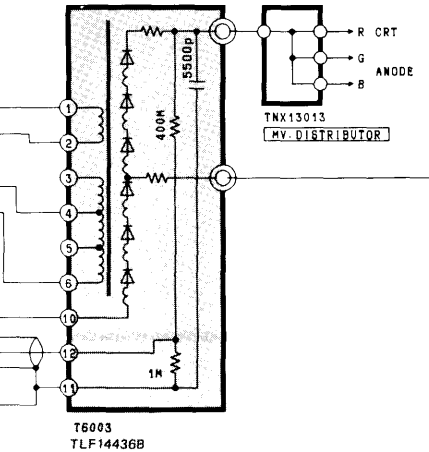 5500p
R CRT
G
ANODE
B
1
TNX13013
400M
2
MV. DISTRIBUTOR
3
4
5
6
10
12
1M
11
T6003
TLF14436B